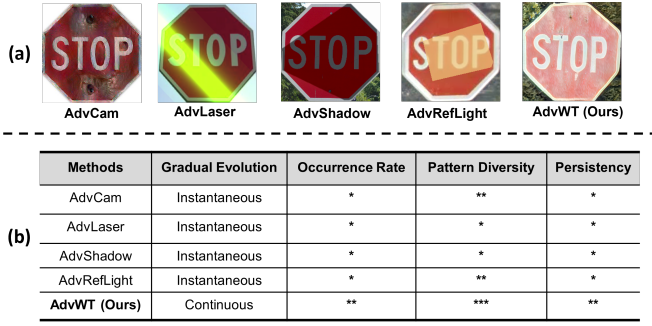 (a)
STOP STOP STOP STOP STOP
AdvCam AdvLaser AdvShadow AdvRefLight AdvWT (Ours)
(b)
Methods Gradual Evolution Occurrence Rate Pattern Diversity Persistency
AdvCam Instantaneous * ** *
AdvLaser Instantaneous * * *
AdvShadow Instantaneous * * *
AdvRefLight Instantaneous * ** *
AdvWT (Ours) Continuous ** *** **